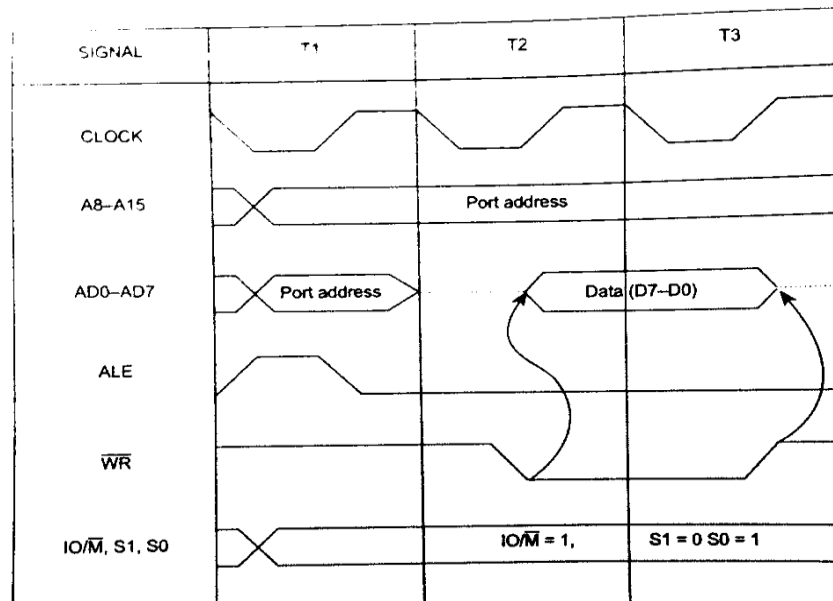 SIGNAL T1 T2 T3
CLOCK
A8–A15 Port address
AD0–AD7 Port address Data (D7–D0)
ALE
W̅R̅
IO/M̅, S1, S0 IO/M̅ = 1, S1 = 0 S0 = 1